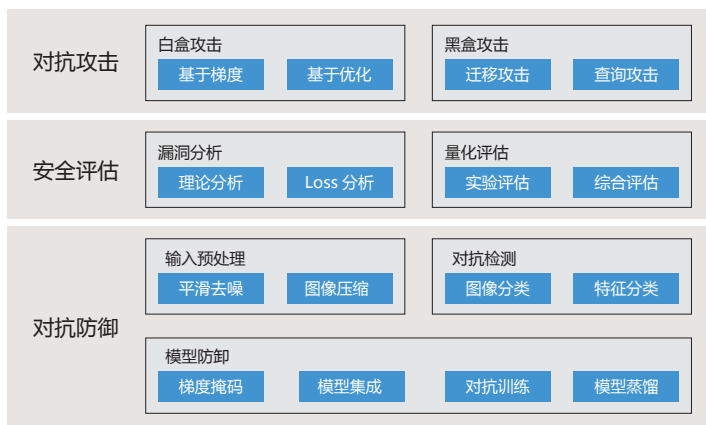 对抗攻击
白盒攻击
基于梯度
基于优化
黑盒攻击
迁移攻击
查询攻击
安全评估
漏洞分析
理论分析
Loss 分析
量化评估
实验评估
综合评估
对抗防御
输入预处理
平滑去噪
图像压缩
对抗检测
图像分类
特征分类
模型防卸
梯度掩码
模型集成
对抗训练
模型蒸馏